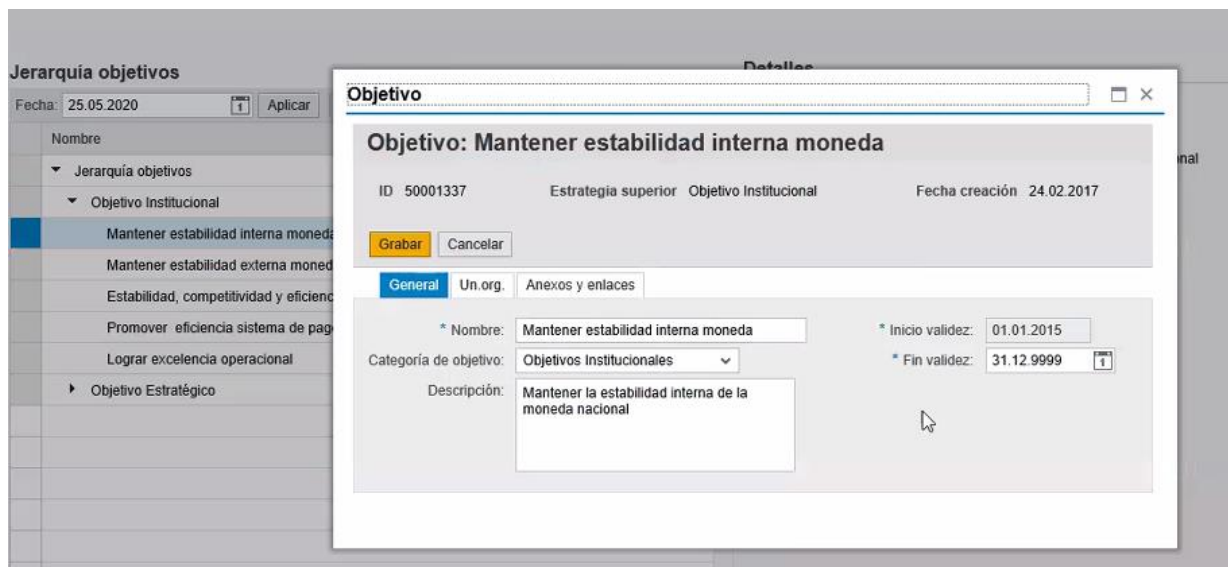 Jerarquía objetivos
Fecha: 25.05.2020 1 Aplicar
Nombre
Jerarquía objetivos
Objetivo Institucional
Mantener estabilidad interna moneda
Mantener estabilidad externa moned
Estabilidad, competitividad y eficienc
Promover eficiencia sistema de pag
Lograr excelencia operacional
Objetivo Estratégico
Detalles
nal
Objetivo
Objetivo: Mantener estabilidad interna moneda
ID 50001337 Estrategia superior Objetivo Institucional Fecha creación 24.02.2017
Grabar Cancelar
General Un.org. Anexos y enlaces
* Nombre: Mantener estabilidad interna moneda * Inicio validez: 01.01.2015
Categoría de objetivo: Objetivos Institucionales * Fin validez: 31.12.9999 1
Descripción: Mantener la estabilidad interna de la
moneda nacional